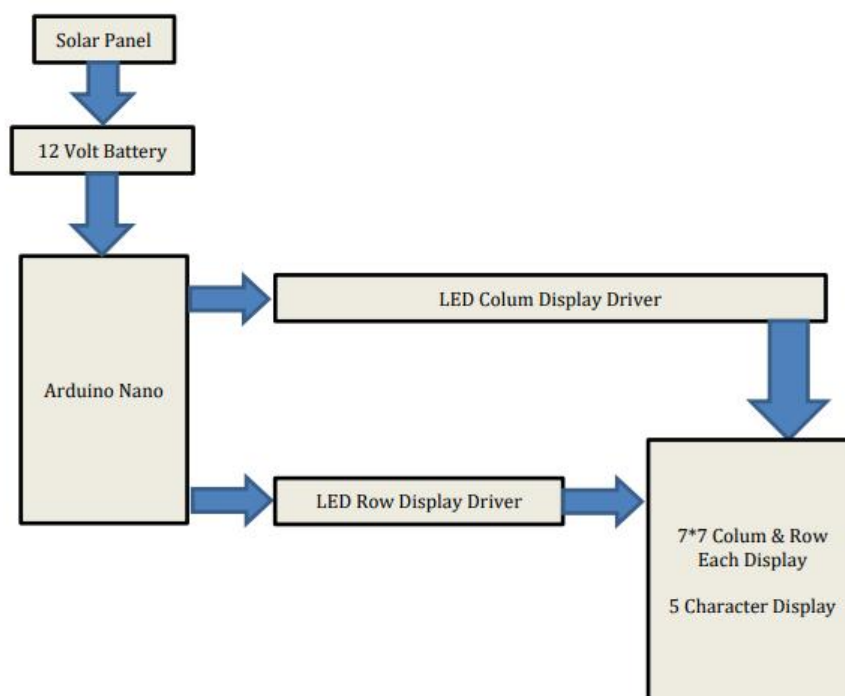 Solar Panel
12 Volt Battery
LED Colum Display Driver
Arduino Nano
LED Row Display Driver
7*7 Colum & Row
Each Display
5 Character Display